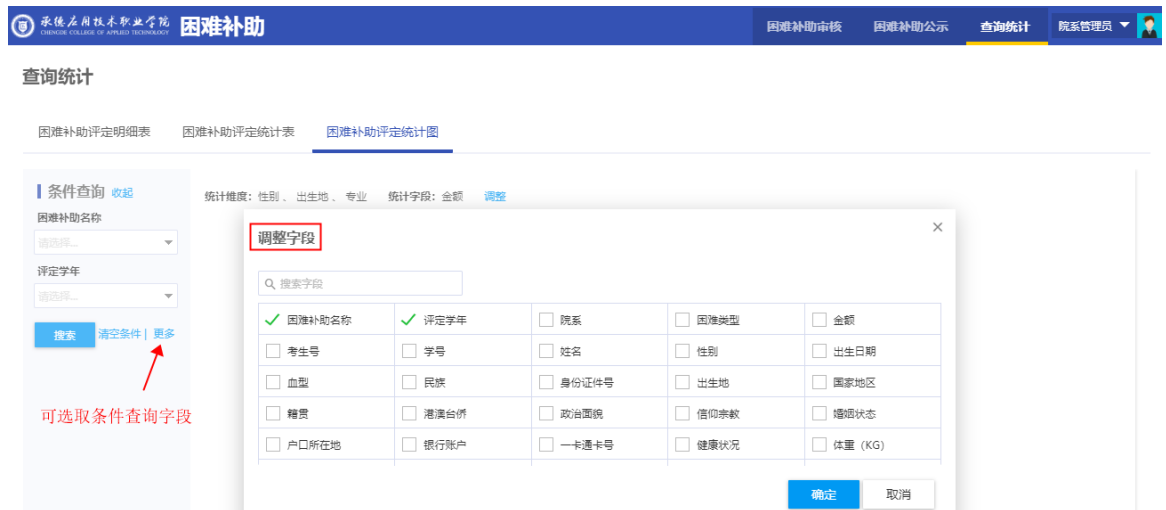 承德应用技术职业学院 困难补助 困难补助审核 困难补助公示 查询统计 院系管理员
CHENGDE COLLEGE OF APPLIED TECHNOLOGY
查询统计
困难补助评定明细表 困难补助评定统计表 困难补助评定统计图
条件查询 收起
统计维度：性别 、 出生地 、 专业 统计字段：金额 调整
困难补助名称
请选择...
评定学年
请选择...
搜索 清空条件 | 更多
可选取条件查询字段
调整字段 ×
搜索字段
困难补助名称 评定学年 院系 困难类型 金额
考生号 学号 姓名 性别 出生日期
血型 民族 身份证件号 出生地 国家地区
籍贯 港澳台侨 政治面貌 信仰宗教 婚姻状态
户口所在地 银行账户 一卡通卡号 健康状况 体重（KG）
确定 取消